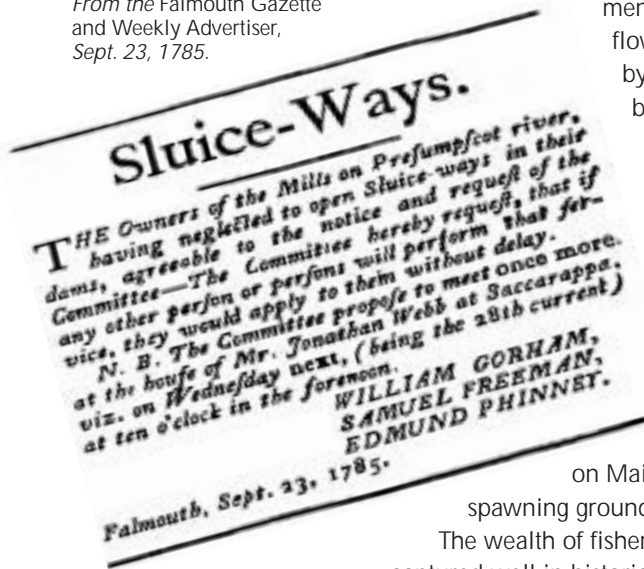 From the Falmouth Gazette
and Weekly Advertiser,
Sept. 23, 1785.
Sluice-Ways.
THE Owners of the Mills on Preſumpſcot river,
having neglected to open Sluice-ways in their
dams, agreeable to the notice and requeſt of the
Committee—The Committee hereby requeſt, that if
any other perſon or perſons will perform that ſer-
vice, they would apply to them without delay.
N. B. The Committee propoſe to meet once more.
at the houſe of Mr. Jonathan Webb at Saccarappa,
viz. on Wedneſday next, (being the 28th current)
at ten o'clock in the forenoon.
WILLIAM GORHAM,
SAMUEL FREEMAN,
EDMUND PHINNEY.
Falmouth, Sept. 23, 1785.
men
flow
by
b
on Mai
spawning ground
The wealth of fisher